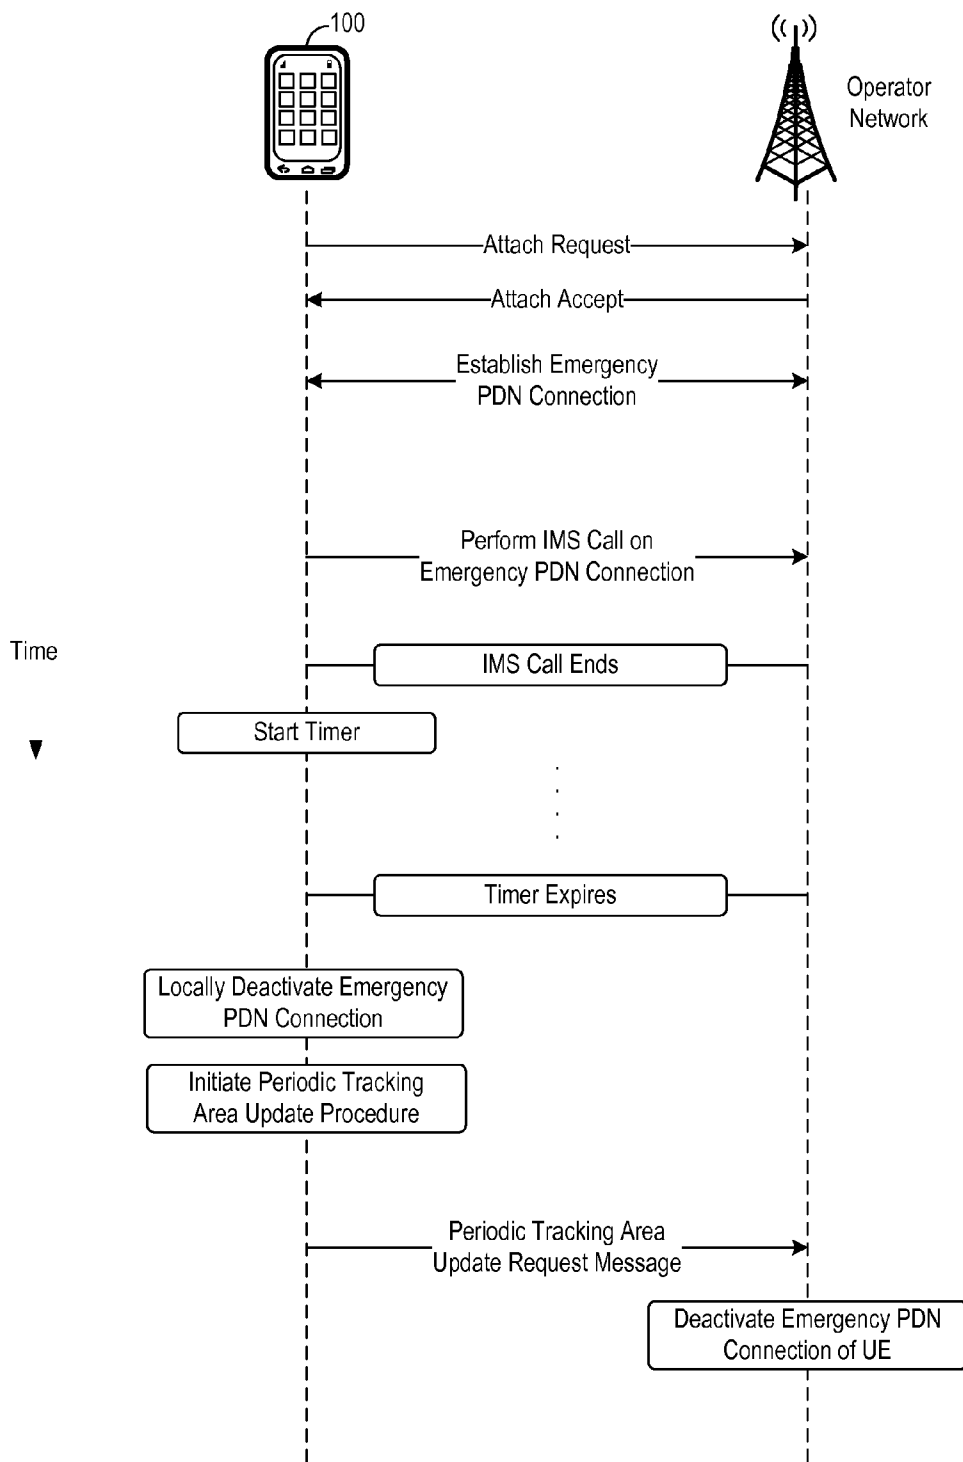 100
Operator
Network
Attach Request
Attach Accept
Establish Emergency
PDN Connection
Perform IMS Call on
Emergency PDN Connection
Time
IMS Call Ends
Start Timer
Timer Expires
Locally Deactivate Emergency
PDN Connection
Initiate Periodic Tracking
Area Update Procedure
Periodic Tracking Area
Update Request Message
Deactivate Emergency PDN
Connection of UE